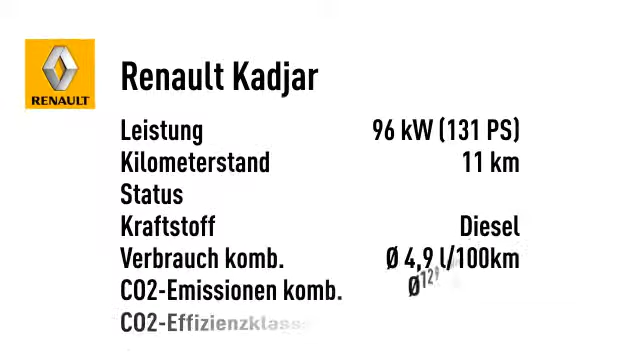 RENAULT
Renault Kadjar
Leistung 96 kW (131 PS)
Kilometerstand 11 km
Status
Kraftstoff Diesel
Verbrauch komb. Ø 4,9 l/100km
CO2-Emissionen komb. Ø 129
CO2-Effizienzklasse